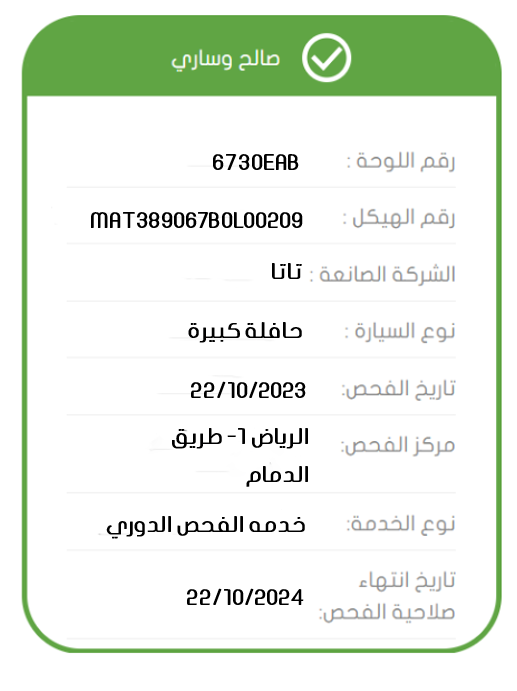 صالح وساري
رقم اللوحة : 6730EAB
رقم الهيكل : MAT389067B0L00209
الشركة الصانعة : تاتا
نوع السيارة : حافلة كبيرة
تاريخ الفحص: 22/10/2023
مركز الفحص: الرياض 1- طريق
الدمام
نوع الخدمة: خدمه الفحص الدوري
تاريخ انتهاء
صلاحية الفحص: 22/10/2024